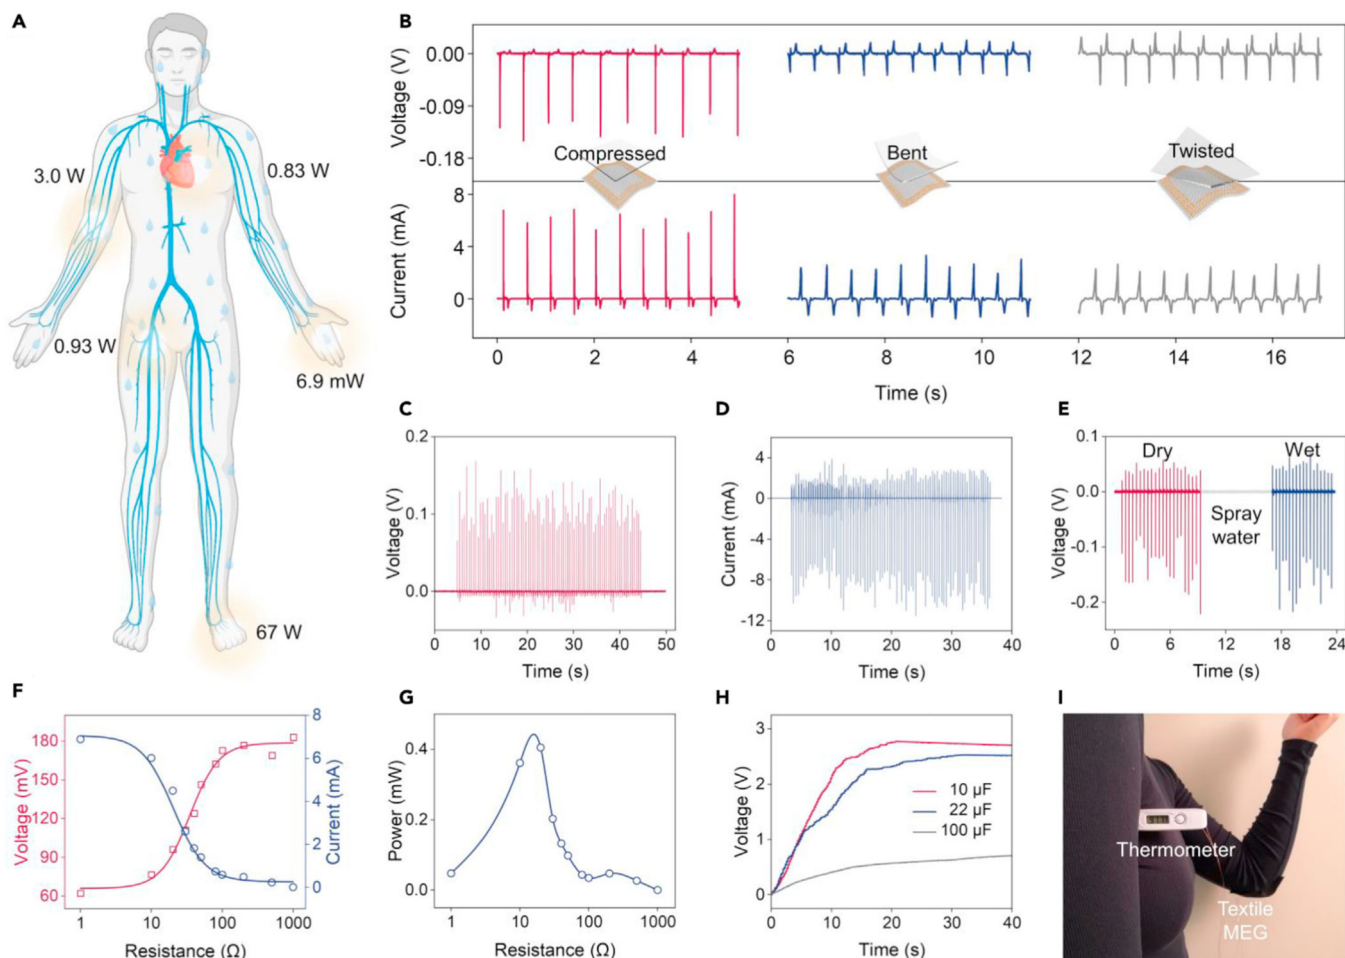 A
3.0 W
0.83 W
0.93 W
6.9 mW
67 W
B
Voltage (V)
0.00
-0.09
-0.18
Compressed
Bent
Twisted
Current (mA)
8
4
0
0 2 4 6 8 10 12 14 16
Time (s)
C
Voltage (V)
0.2
0.1
0.0
0 10 20 30 40 50
Time (s)
D
Current (mA)
4
0
-4
-8
-12
0 10 20 30 40
Time (s)
E
Voltage (V)
0.1
0.0
-0.1
-0.2
Dry
Wet
Spray
water
0 6 12 18 24
Time (s)
F
Voltage (mV)
180
150
120
90
60
Current (mA)
8
6
4
2
0
1 10 100 1000
Resistance (Ω)
G
Power (mW)
0.4
0.2
0.0
1 10 100 1000
Resistance (Ω)
H
Voltage (V)
3
2
1
0
10 μF
22 μF
100 μF
0 10 20 30 40
Time (s)
I
Thermometer
Textile
MEG